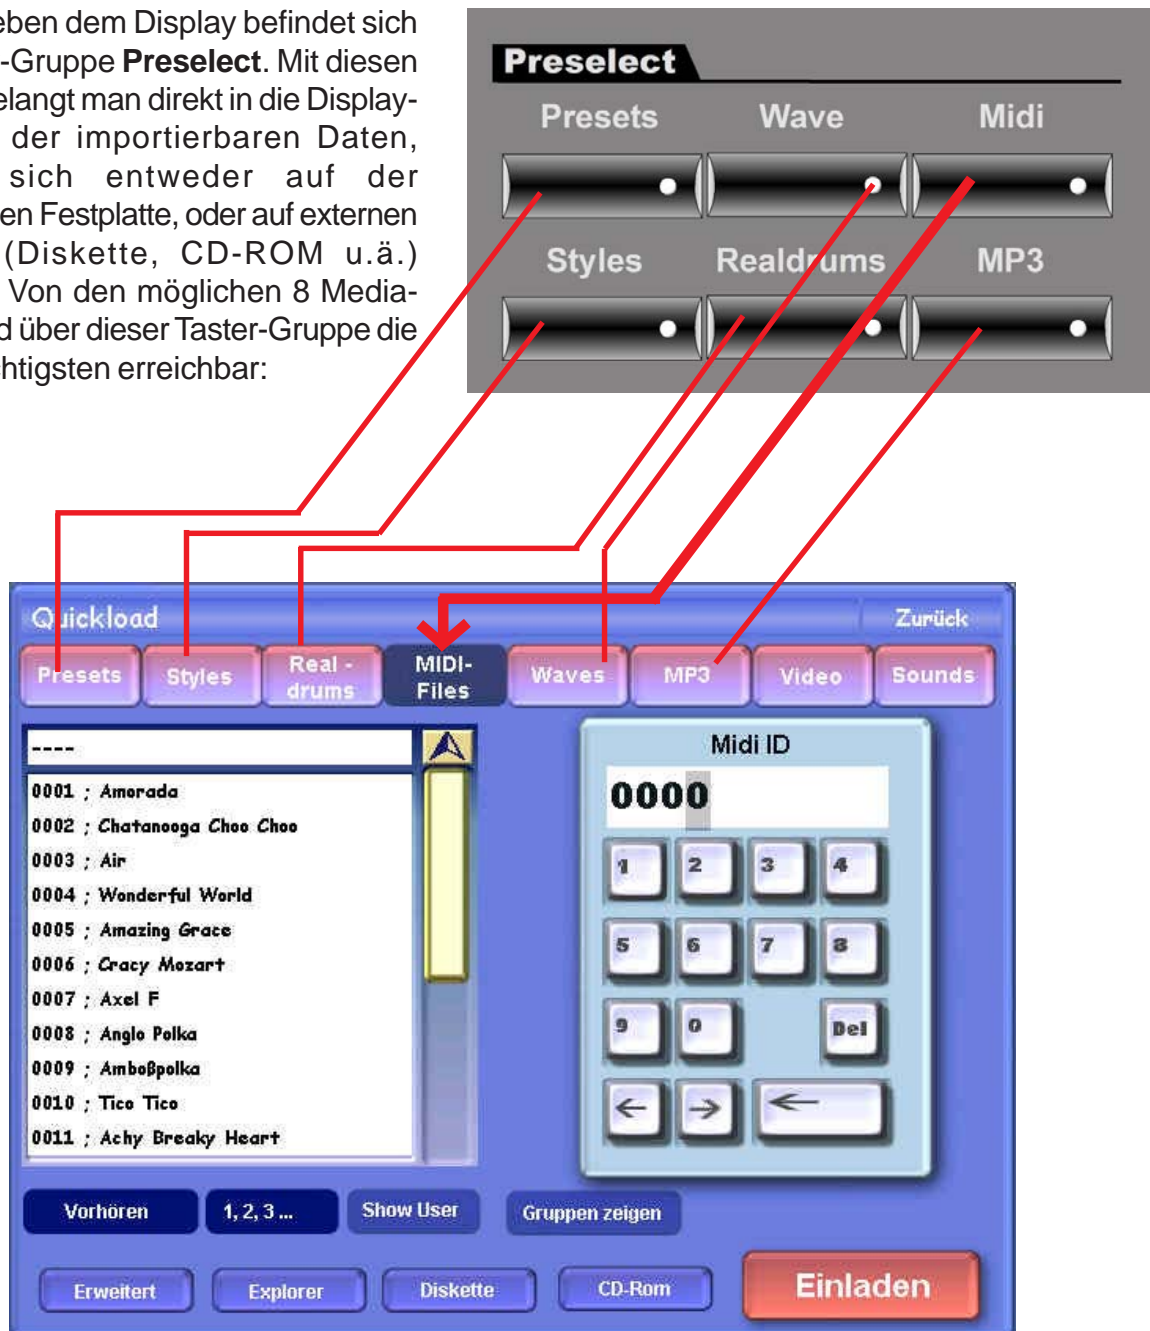 eben dem Display befindet sich
-Gruppe Preselect. Mit diesen
elangt man direkt in die Display-
der importierbaren Daten,
sich entweder auf der
en Festplatte, oder auf externen
(Diskette, CD-ROM u.ä.)
Von den möglichen 8 Media-
d über dieser Taster-Gruppe die
chtigsten erreichbar:
Preselect
Presets Wave Midi
Styles Realdrums MP3
Quickload Zurück
Presets Styles Real - drums MIDI- Files Waves MP3 Video Sounds
----
0001 ; Amorada
0002 ; Chatanooga Choo Choo
0003 ; Air
0004 ; Wonderful World
0005 ; Amazing Grace
0006 ; Cracy Mozart
0007 ; Axel F
0008 ; Anglo Polka
0009 ; Amboßpolka
0010 ; Tico Tico
0011 ; Achy Breaky Heart
Midi ID
0000
1 2 3 4
5 6 7 8
9 0 Del
Vorhören 1, 2, 3 ... Show User Gruppen zeigen
Erweitert Explorer Diskette CD-Rom Einladen